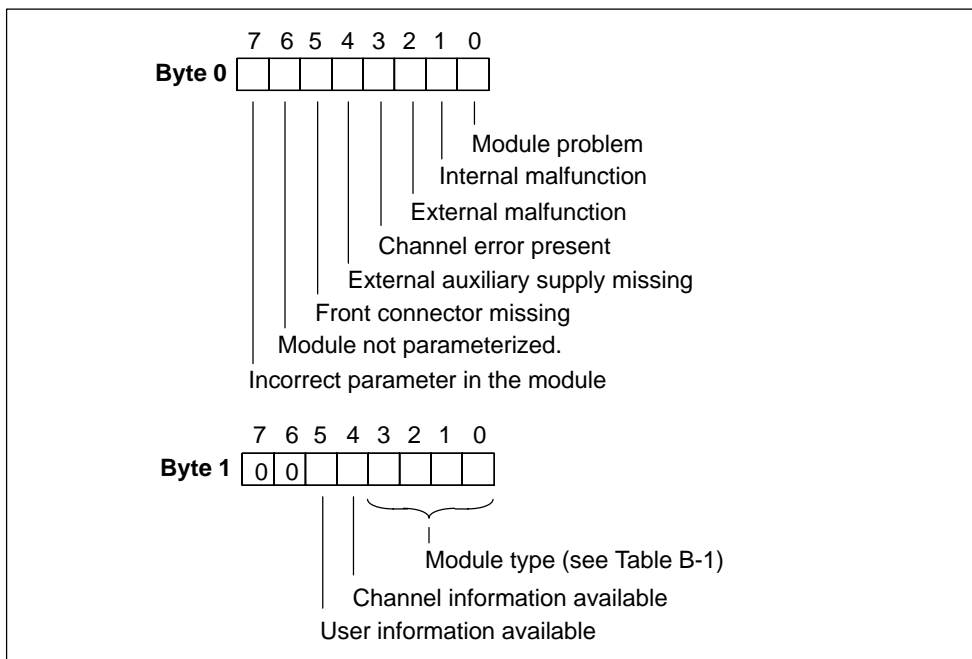 7 6 5 4 3 2 1 0
Byte 0
Module problem
Internal malfunction
External malfunction
Channel error present
External auxiliary supply missing
Front connector missing
Module not parameterized.
Incorrect parameter in the module
7 6 5 4 3 2 1 0
Byte 1 0 0
Module type (see Table B-1)
Channel information available
User information available